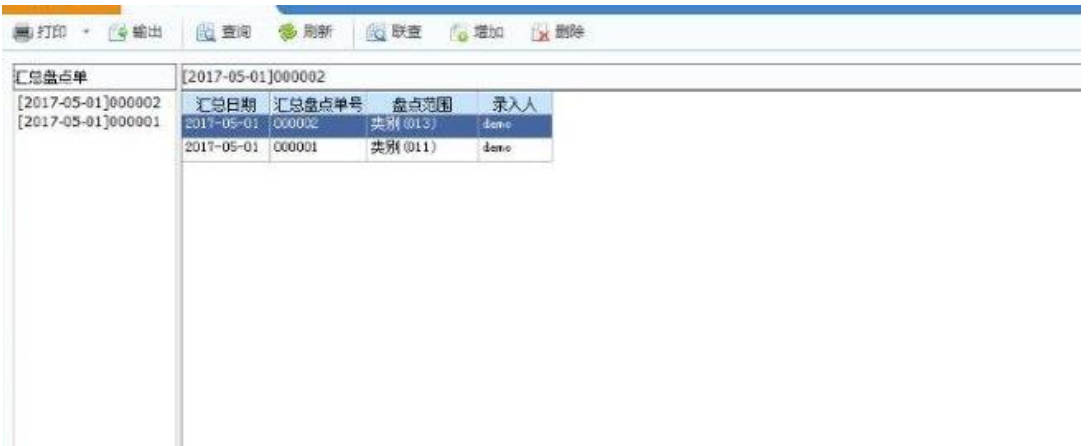 打印 输出 查询 刷新 联查 增加 删除
汇总盘点单 [2017-05-01]000002
[2017-05-01]000002
[2017-05-01]000001
汇总日期 汇总盘点单号 盘点范围 录入人
2017-05-01 000002 类别(013) demo
2017-05-01 000001 类别(011) demo